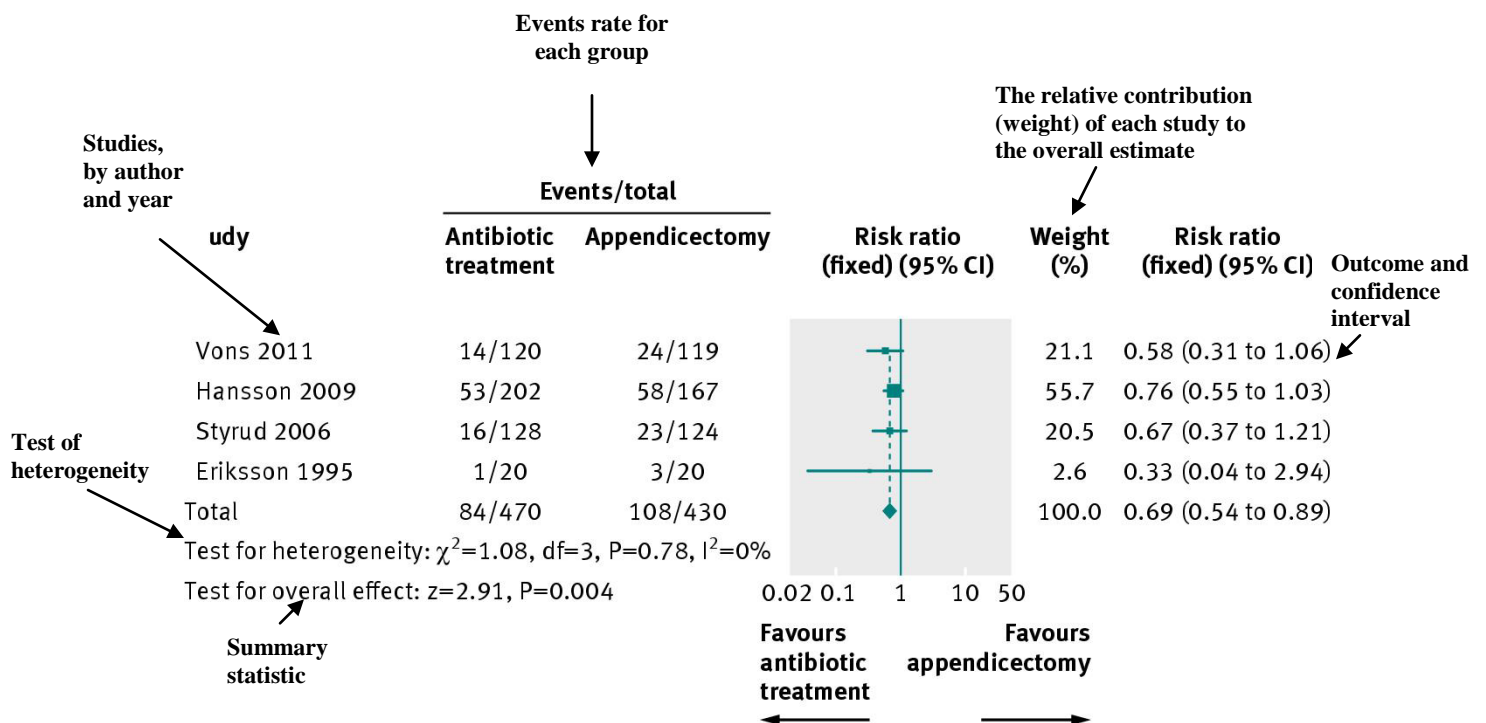 Events rate for
each group
The relative contribution
(weight) of each study to
the overall estimate
Studies,
by author
and year
Events/total
udy Antibiotic Appendicectomy Risk ratio Weight Risk ratio
treatment (fixed) (95% CI) (%) (fixed) (95% CI)
Outcome and
confidence
interval
Vons 2011 14/120 24/119 21.1 0.58 (0.31 to 1.06)
Hansson 2009 53/202 58/167 55.7 0.76 (0.55 to 1.03)
Styrud 2006 16/128 23/124 20.5 0.67 (0.37 to 1.21)
Test of
heterogeneity
Eriksson 1995 1/20 3/20 2.6 0.33 (0.04 to 2.94)
Total 84/470 108/430 100.0 0.69 (0.54 to 0.89)
Test for heterogeneity: χ²=1.08, df=3, P=0.78, I²=0%
Test for overall effect: z=2.91, P=0.004
0.02 0.1 1 10 50
Summary
statistic
Favours
antibiotic
treatment
Favours
appendicectomy